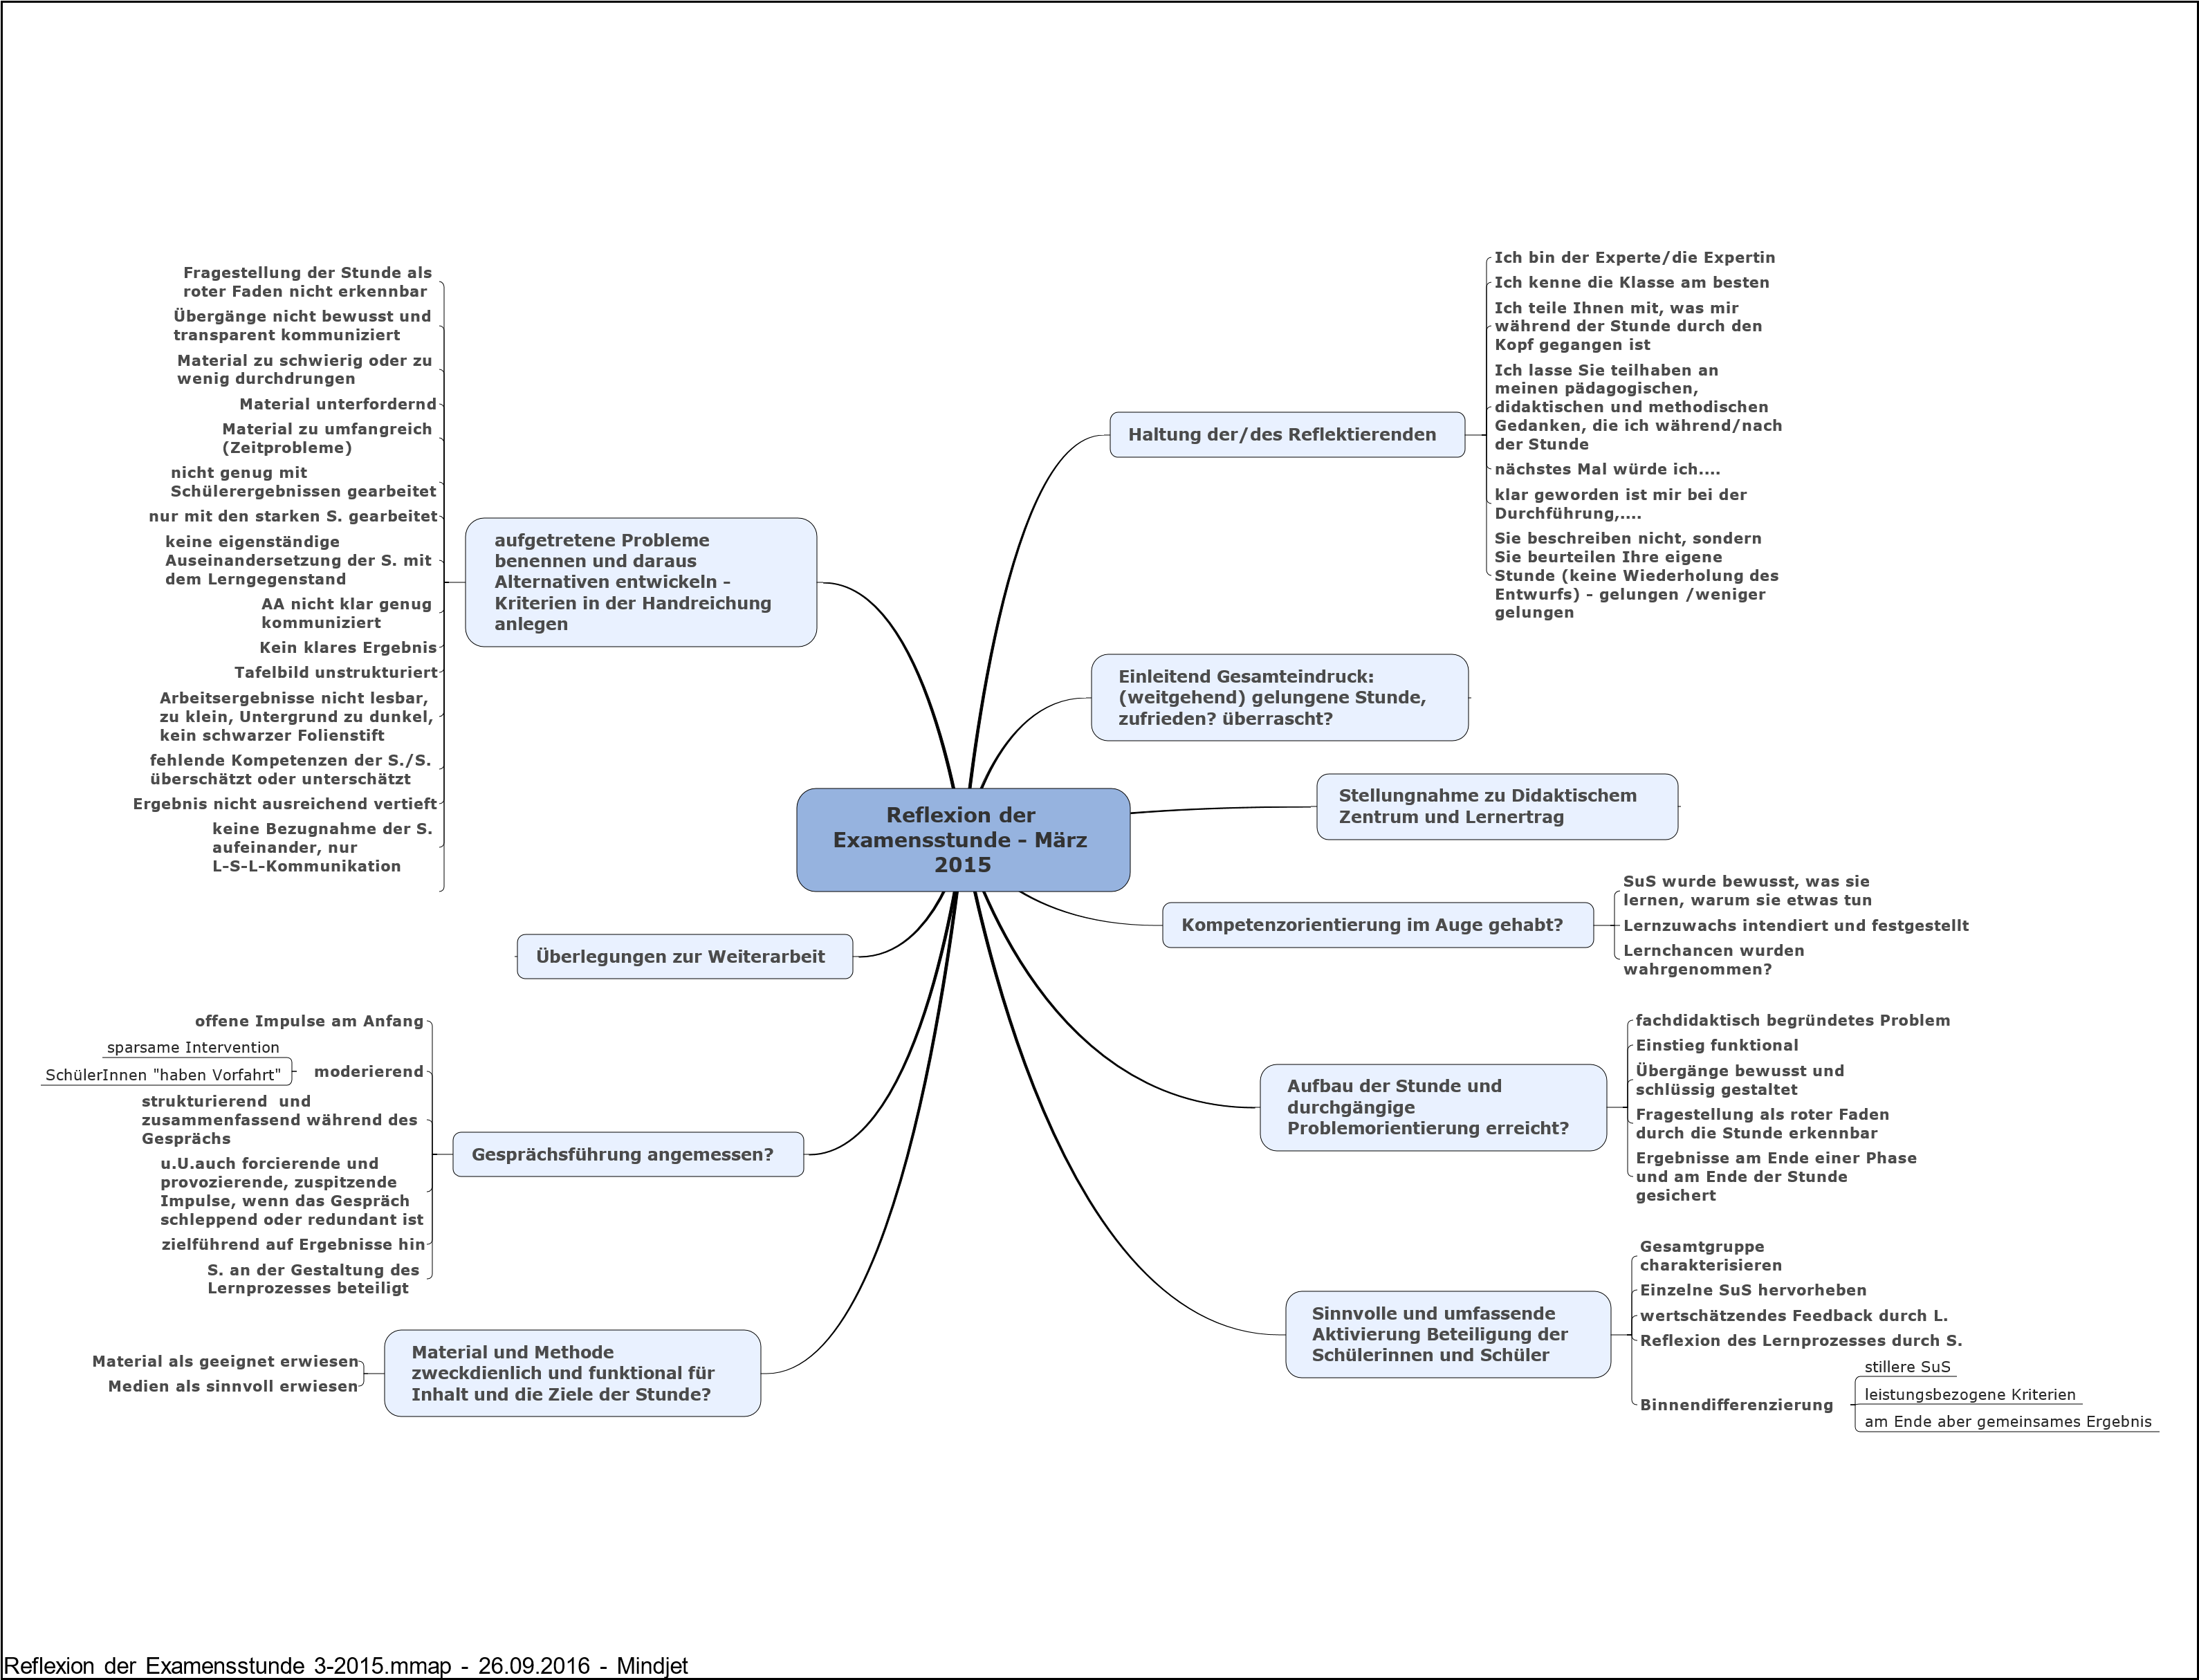 Reflexion der
Examensstunde - März
2015
Haltung der/des Reflektierenden
Ich bin der Experte/die Expertin
Ich kenne die Klasse am besten
Ich teile Ihnen mit, was mir
während der Stunde durch den
Kopf gegangen ist
Ich lasse Sie teilhaben an
meinen pädagogischen,
didaktischen und methodischen
Gedanken, die ich während/nach
der Stunde
nächstes Mal würde ich....
klar geworden ist mir bei der
Durchführung,....
Sie beschreiben nicht, sondern
Sie beurteilen Ihre eigene
Stunde (keine Wiederholung des
Entwurfs) - gelungen /weniger
gelungen
Einleitend Gesamteindruck:
(weitgehend) gelungene Stunde,
zufrieden? überrascht?
Stellungnahme zu Didaktischem
Zentrum und Lernertrag
Kompetenzorientierung im Auge gehabt?
SuS wurde bewusst, was sie
lernen, warum sie etwas tun
Lernzuwachs intendiert und festgestellt
Lernchancen wurden
wahrgenommen?
Aufbau der Stunde und
durchgängige
Problemorientierung erreicht?
fachdidaktisch begründetes Problem
Einstieg funktional
Übergänge bewusst und
schlüssig gestaltet
Fragestellung als roter Faden
durch die Stunde erkennbar
Ergebnisse am Ende einer Phase
und am Ende der Stunde
gesichert
Sinnvolle und umfassende
Aktivierung Beteiligung der
Schülerinnen und Schüler
Gesamtgruppe
charakterisieren
Einzelne SuS hervorheben
wertschätzendes Feedback durch L.
Reflexion des Lernprozesses durch S.
Binnendifferenzierung
stillere SuS
leistungsbezogene Kriterien
am Ende aber gemeinsames Ergebnis
aufgetretene Probleme
benennen und daraus
Alternativen entwickeln -
Kriterien in der Handreichung
anlegen
Fragestellung der Stunde als
roter Faden nicht erkennbar
Übergänge nicht bewusst und
transparent kommuniziert
Material zu schwierig oder zu
wenig durchdrungen
Material unterfordernd
Material zu umfangreich
(Zeitprobleme)
nicht genug mit
Schülerergebnissen gearbeitet
nur mit den starken S. gearbeitet
keine eigenständige
Auseinandersetzung der S. mit
dem Lerngegenstand
AA nicht klar genug
kommuniziert
Kein klares Ergebnis
Tafelbild unstrukturiert
Arbeitsergebnisse nicht lesbar,
zu klein, Untergrund zu dunkel,
kein schwarzer Folienstift
fehlende Kompetenzen der S./S.
überschätzt oder unterschätzt
Ergebnis nicht ausreichend vertieft
keine Bezugnahme der S.
aufeinander, nur
L-S-L-Kommunikation
Überlegungen zur Weiterarbeit
Gesprächsführung angemessen?
offene Impulse am Anfang
moderierend
sparsame Intervention
SchülerInnen "haben Vorfahrt"
strukturierend  und
zusammenfassend während des
Gesprächs
u.U.auch forcierende und
provozierende, zuspitzende
Impulse, wenn das Gespräch
schleppend oder redundant ist
zielführend auf Ergebnisse hin
S. an der Gestaltung des
Lernprozesses beteiligt
Material und Methode
zweckdienlich und funktional für
Inhalt und die Ziele der Stunde?
Material als geeignet erwiesen
Medien als sinnvoll erwiesen
Reflexion der Examensstunde 3-2015.mmap - 26.09.2016 - Mindjet